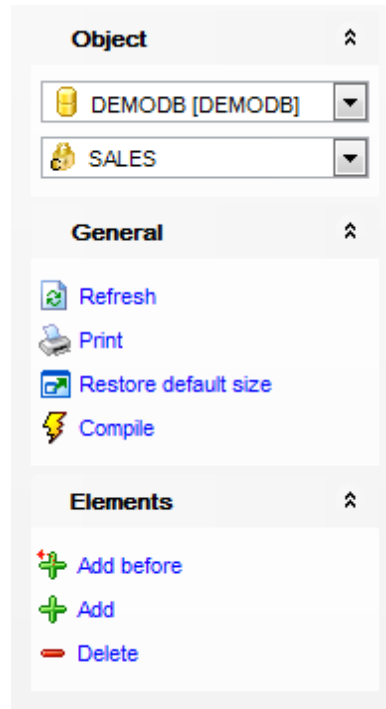 Object
DEMODB [DEMODB]
SALES
General
Refresh
Print
Restore default size
Compile
Elements
Add before
Add
Delete